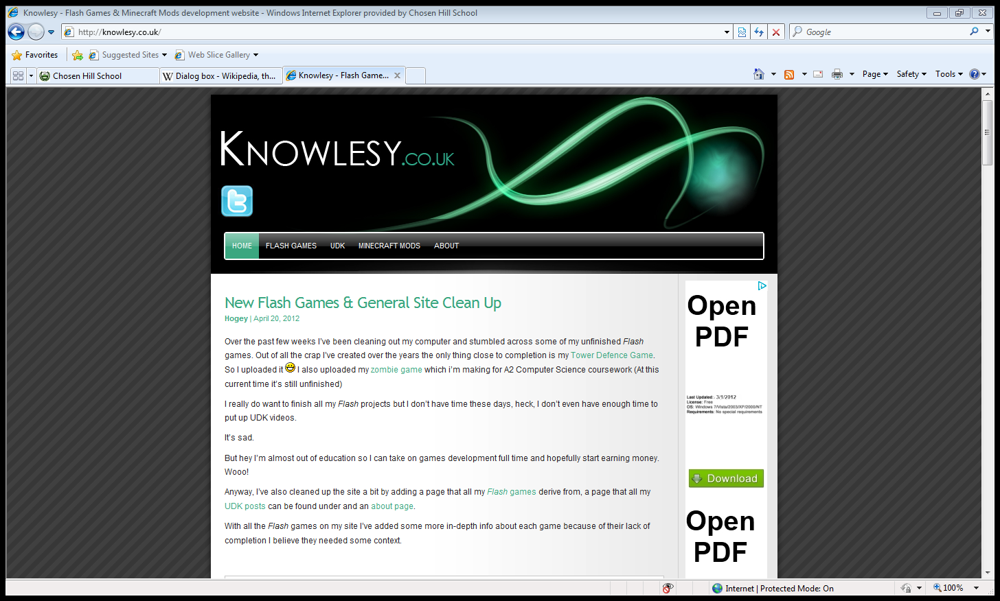 Knowlesy - Flash Games & Minecraft Mods development website - Windows Internet Explorer provided by Chosen Hill School
http://knowlesy.co.uk/
Google
Favorites Suggested Sites Web Slice Gallery
Chosen Hill School Dialog box - Wikipedia, th... Knowlesy - Flash Game... Page Safety Tools
KNOWLESY.CO.UK
HOME FLASH GAMES UDK MINECRAFT MODS ABOUT
New Flash Games & General Site Clean Up
Hogey | April 20, 2012
Over the past few weeks I've been cleaning out my computer and stumbled across some of my unfinished Flash
games. Out of all the crap I've created over the years the only thing close to completion is my Tower Defence Game.
So I uploaded it I also uploaded my zombie game which i'm making for A2 Computer Science coursework (At this
current time it's still unfinished)
I really do want to finish all my Flash projects but I don't have time these days, heck, I don't even have enough time to
put up UDK videos.
It's sad.
But hey I'm almost out of education so I can take on games development full time and hopefully start earning money.
Wooo!
Anyway, I've also cleaned up the site a bit by adding a page that all my Flash games derive from, a page that all my
UDK posts can be found under and an about page.
With all the Flash games on my site I've added some more in-depth info about each game because of their lack of
completion I believe they needed some context.
Open
PDF
Last Updated: 3/1/2012
License: Free
OS: Windows 7/Vista/2003/XP/2000/NT
Requirements: No special requirements
Download
Open
PDF
Internet | Protected Mode: On
100%